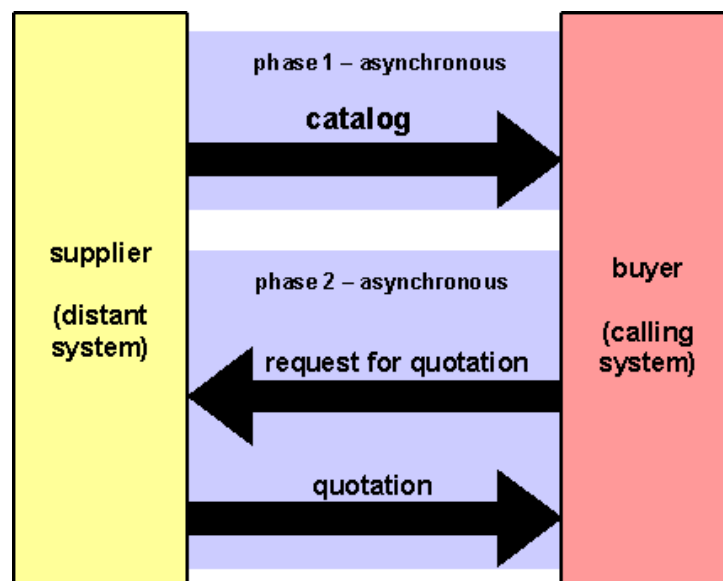 phase 1 – asynchronous
catalog
supplier
(distant
system)
phase 2 – asynchronous
request for quotation
quotation
buyer
(calling
system)